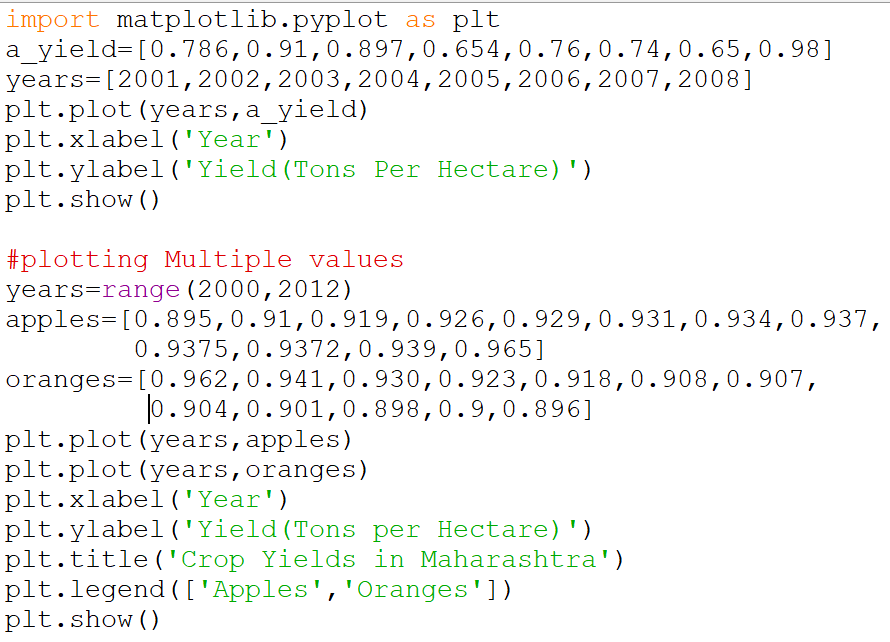 import matplotlib.pyplot as plt
a_yield=[0.786,0.91,0.897,0.654,0.76,0.74,0.65,0.98]
years=[2001,2002,2003,2004,2005,2006,2007,2008]
plt.plot(years,a_yield)
plt.xlabel('Year')
plt.ylabel('Yield(Tons Per Hectare)')
plt.show()

#plotting Multiple values
years=range(2000,2012)
apples=[0.895,0.91,0.919,0.926,0.929,0.931,0.934,0.937,
        0.9375,0.9372,0.939,0.965]
oranges=[0.962,0.941,0.930,0.923,0.918,0.908,0.907,
         0.904,0.901,0.898,0.9,0.896]
plt.plot(years,apples)
plt.plot(years,oranges)
plt.xlabel('Year')
plt.ylabel('Yield(Tons per Hectare)')
plt.title('Crop Yields in Maharashtra')
plt.legend(['Apples','Oranges'])
plt.show()